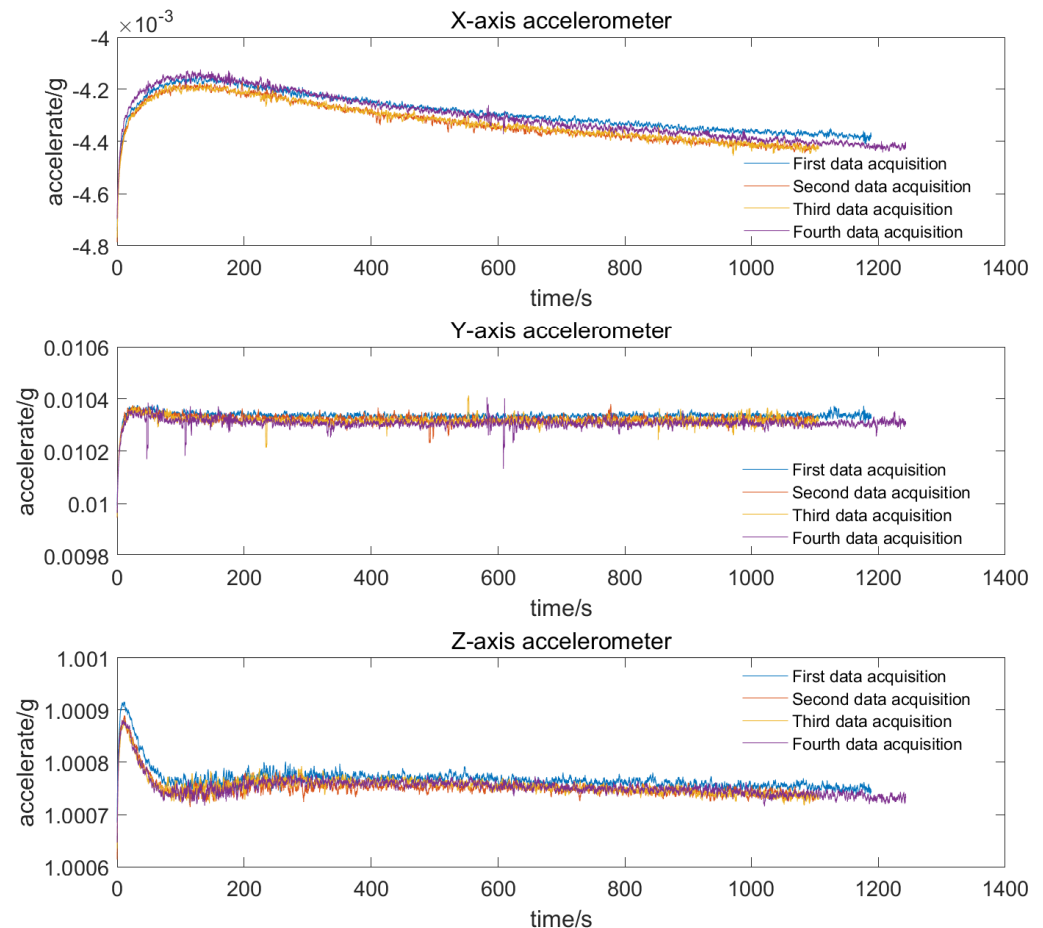 X-axis accelerometer
×10⁻³
-4
-4.2
-4.4
-4.6
-4.8
accelerate/g
First data acquisition
Second data acquisition
Third data acquisition
Fourth data acquisition
0 200 400 600 800 1000 1200 1400
time/s
Y-axis accelerometer
0.0106
0.0104
0.0102
0.01
0.0098
accelerate/g
First data acquisition
Second data acquisition
Third data acquisition
Fourth data acquisition
0 200 400 600 800 1000 1200 1400
time/s
Z-axis accelerometer
1.001
1.0009
1.0008
1.0007
1.0006
accelerate/g
First data acquisition
Second data acquisition
Third data acquisition
Fourth data acquisition
0 200 400 600 800 1000 1200 1400
time/s